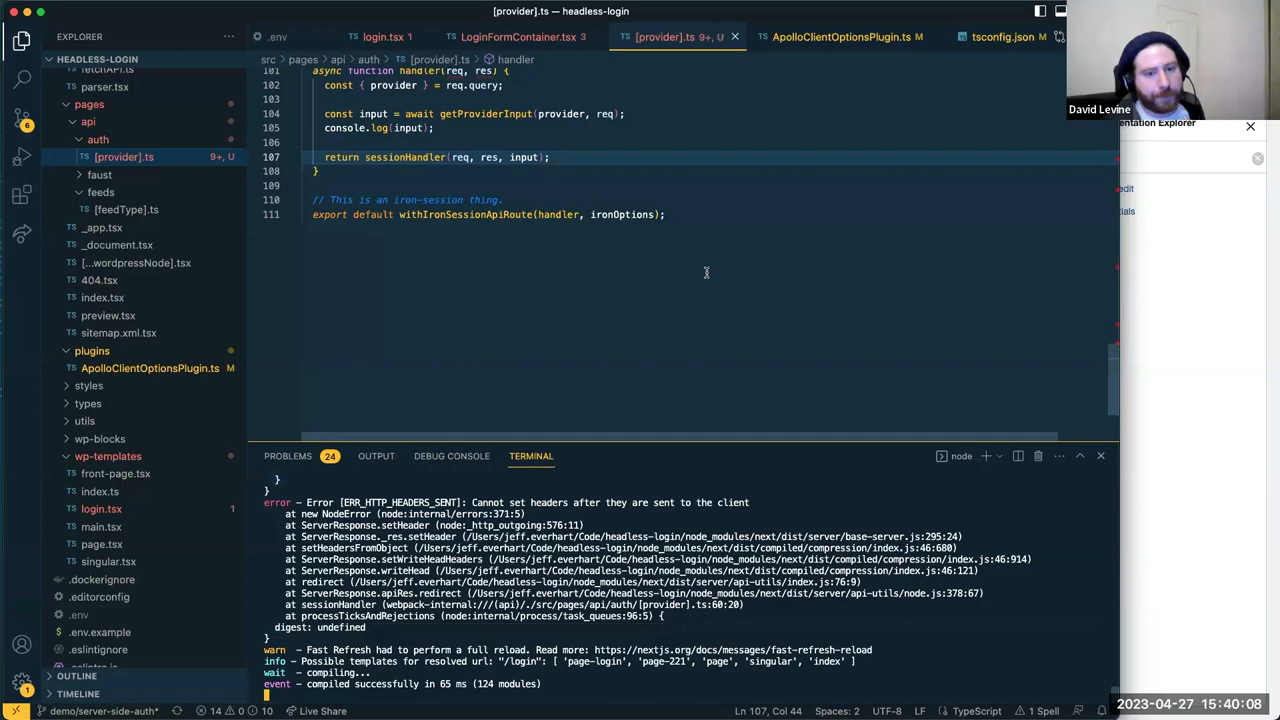 [provider].ts — headless-login
EXPLORER
.env
login.tsx 1
LoginFormContainer.tsx 3
[provider].ts 9+, U
ApolloClientOptionsPlugin.ts M
tsconfig.json M
HEADLESS-LOGIN
src > pages > api > auth > TS [provider].ts > handler
fetchAPI.ts
parser.tsx
pages
api
auth
[provider].ts 9+, U
faust
feeds
[feedType].ts
_app.tsx
_document.tsx
[...wordpressNode].tsx
404.tsx
index.tsx
preview.tsx
sitemap.xml.tsx
plugins
ApolloClientOptionsPlugin.ts M
styles
types
utils
wp-blocks
wp-templates
front-page.tsx
index.ts
login.tsx 1
main.tsx
page.tsx
singular.tsx
.dockerignore
.editorconfig
.env
.env.example
.eslintignore
OUTLINE
TIMELINE
101 async function handler(req, res) {
102 const { provider } = req.query;
103
104 const input = await getProviderInput(provider, req);
105 console.log(input);
106
107 return sessionHandler(req, res, input);
108 }
109
110 // This is an iron-session thing.
111 export default withIronSessionApiRoute(handler, ironOptions);
David Levine
entation Explorer
edit
tials
PROBLEMS 24 OUTPUT DEBUG CONSOLE TERMINAL
node
}
}
error - Error [ERR_HTTP_HEADERS_SENT]: Cannot set headers after they are sent to the client
at new NodeError (node:internal/errors:371:5)
at ServerResponse.setHeader (node:_http_outgoing:576:11)
at ServerResponse._res.setHeader (/Users/jeff.everhart/Code/headless-login/node_modules/next/dist/server/base-server.js:295:24)
at setHeadersFromObject (/Users/jeff.everhart/Code/headless-login/node_modules/next/dist/compiled/compression/index.js:46:680)
at ServerResponse.setWriteHeadHeaders (/Users/jeff.everhart/Code/headless-login/node_modules/next/dist/compiled/compression/index.js:46:914)
at ServerResponse.writeHead (/Users/jeff.everhart/Code/headless-login/node_modules/next/dist/compiled/compression/index.js:46:121)
at redirect (/Users/jeff.everhart/Code/headless-login/node_modules/next/dist/server/api-utils/index.js:76:9)
at ServerResponse.apiRes.redirect (/Users/jeff.everhart/Code/headless-login/node_modules/next/dist/server/api-utils/node.js:378:67)
at sessionHandler (webpack-internal:///(api)/./src/pages/api/auth/[provider].ts:60:20)
at processTicksAndRejections (node:internal/process/task_queues:96:5) {
digest: undefined
}
warn - Fast Refresh had to perform a full reload. Read more: https://nextjs.org/docs/messages/fast-refresh-reload
info - Possible templates for resolved url: "/login": [ 'page-login', 'page-221', 'page', 'singular', 'index' ]
wait - compiling...
event - compiled successfully in 65 ms (124 modules)
demo/server-side-auth* 14 0 10 Live Share
Ln 107, Col 44 Spaces: 2 UTF-8 LF TypeScript 1 Spell
2023-04-27 15:40:08